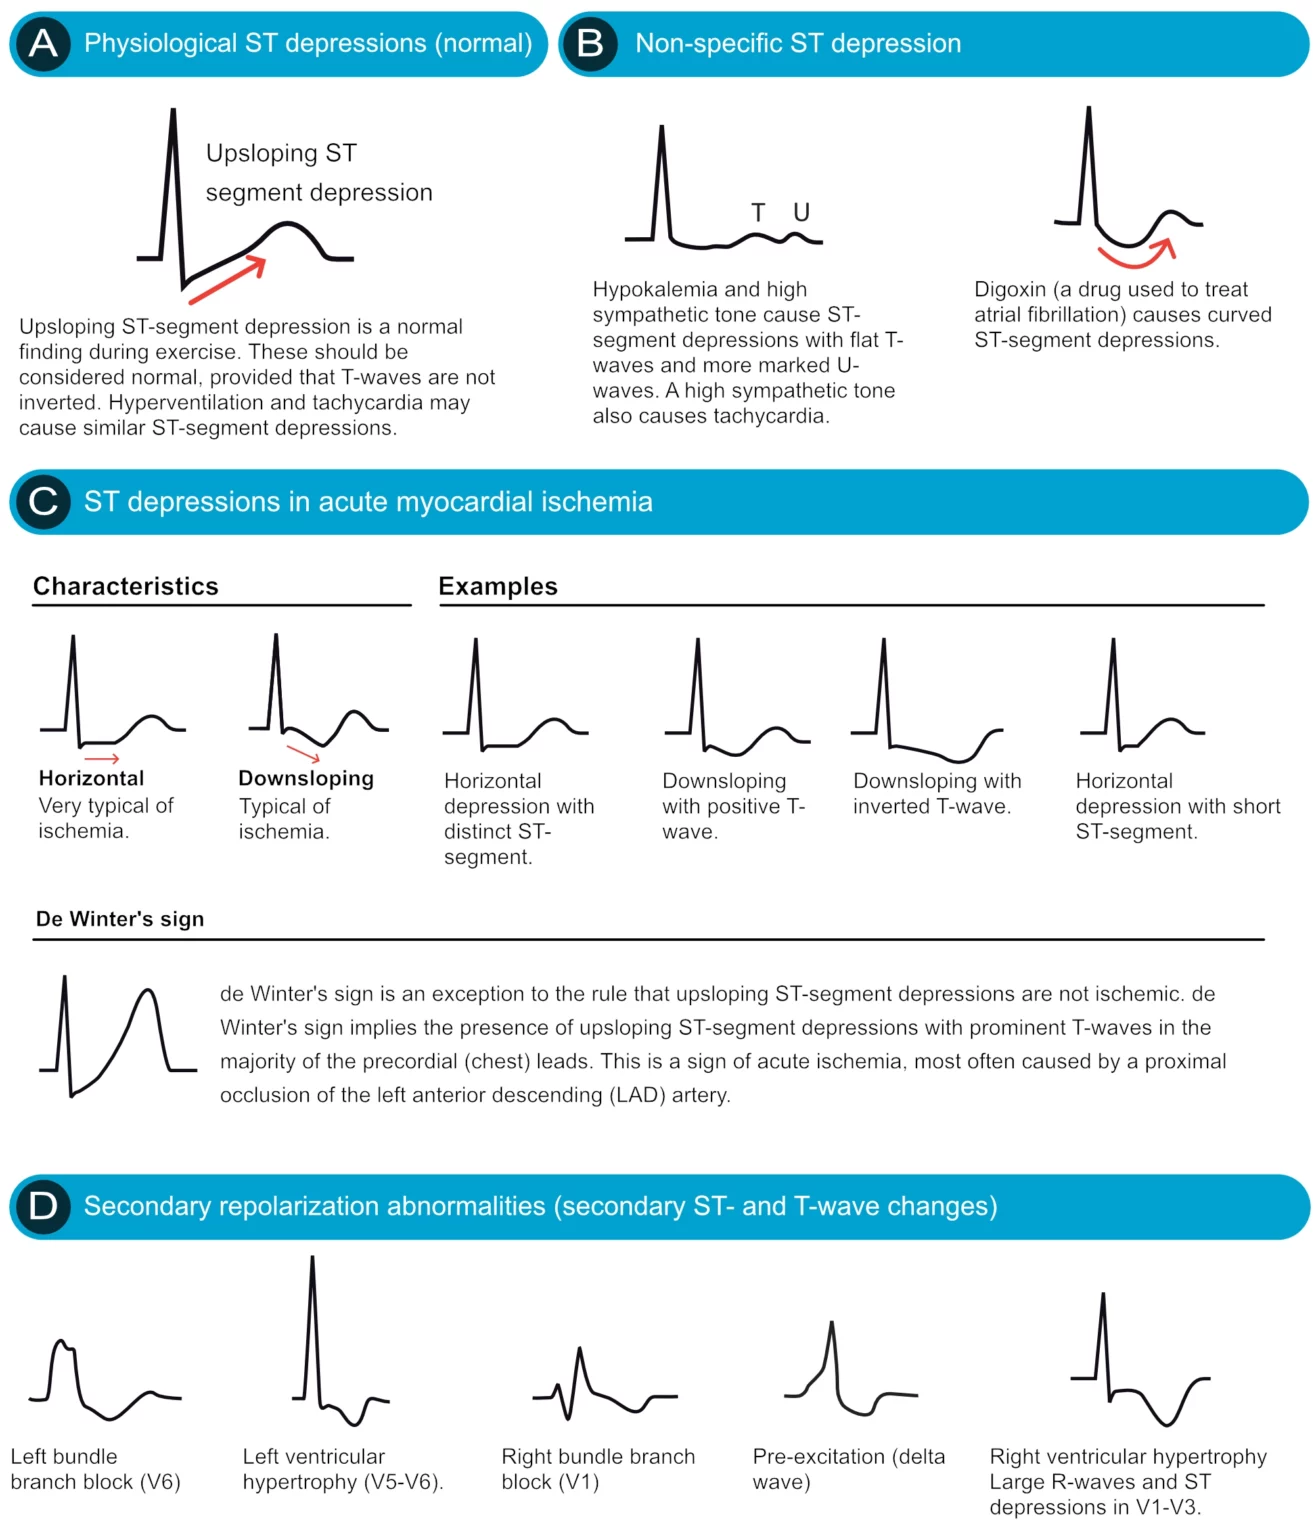 A Physiological ST depressions (normal)
Upsloping ST
segment depression
Upsloping ST-segment depression is a normal
finding during exercise. These should be
considered normal, provided that T-waves are not
inverted. Hyperventilation and tachycardia may
cause similar ST-segment depressions.
B Non-specific ST depression
T U
Hypokalemia and high
sympathetic tone cause ST-
segment depressions with flat T-
waves and more marked U-
waves. A high sympathetic tone
also causes tachycardia.
Digoxin (a drug used to treat
atrial fibrillation) causes curved
ST-segment depressions.
C ST depressions in acute myocardial ischemia
Characteristics
Horizontal
Very typical of
ischemia.
Downsloping
Typical of
ischemia.
Examples
Horizontal
depression with
distinct ST-
segment.
Downsloping
with positive T-
wave.
Downsloping with
inverted T-wave.
Horizontal
depression with short
ST-segment.
De Winter's sign
de Winter's sign is an exception to the rule that upsloping ST-segment depressions are not ischemic. de
Winter's sign implies the presence of upsloping ST-segment depressions with prominent T-waves in the
majority of the precordial (chest) leads. This is a sign of acute ischemia, most often caused by a proximal
occlusion of the left anterior descending (LAD) artery.
D Secondary repolarization abnormalities (secondary ST- and T-wave changes)
Left bundle
branch block (V6)
Left ventricular
hypertrophy (V5-V6).
Right bundle branch
block (V1)
Pre-excitation (delta
wave)
Right ventricular hypertrophy
Large R-waves and ST
depressions in V1-V3.